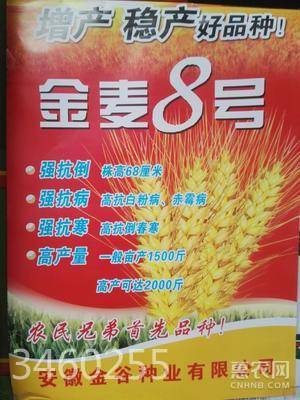 增产 稳产好品种!
金麦8号
强抗倒 株高68厘米
强抗病 高抗白粉病、赤霉病
强抗寒 高抗倒春寒
高产量 一般亩产1500斤
高产可达2000斤
农民兄弟首先品种!
3460255
安徽金谷种业有限公司
惠农网
CNHNB.COM